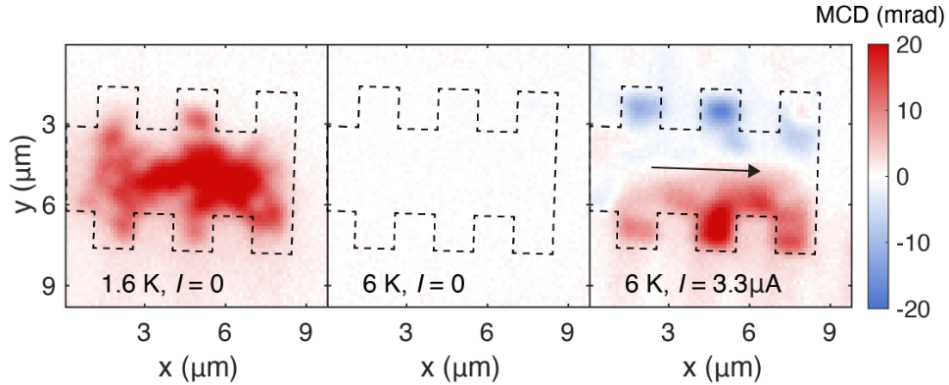 MCD (mrad)
20
10
0
-10
-20
y (μm)
3
6
9
1.6 K, I = 0
6 K, I = 0
6 K, I = 3.3μA
3 6 9
3 6 9
3 6 9
x (μm)
x (μm)
x (μm)